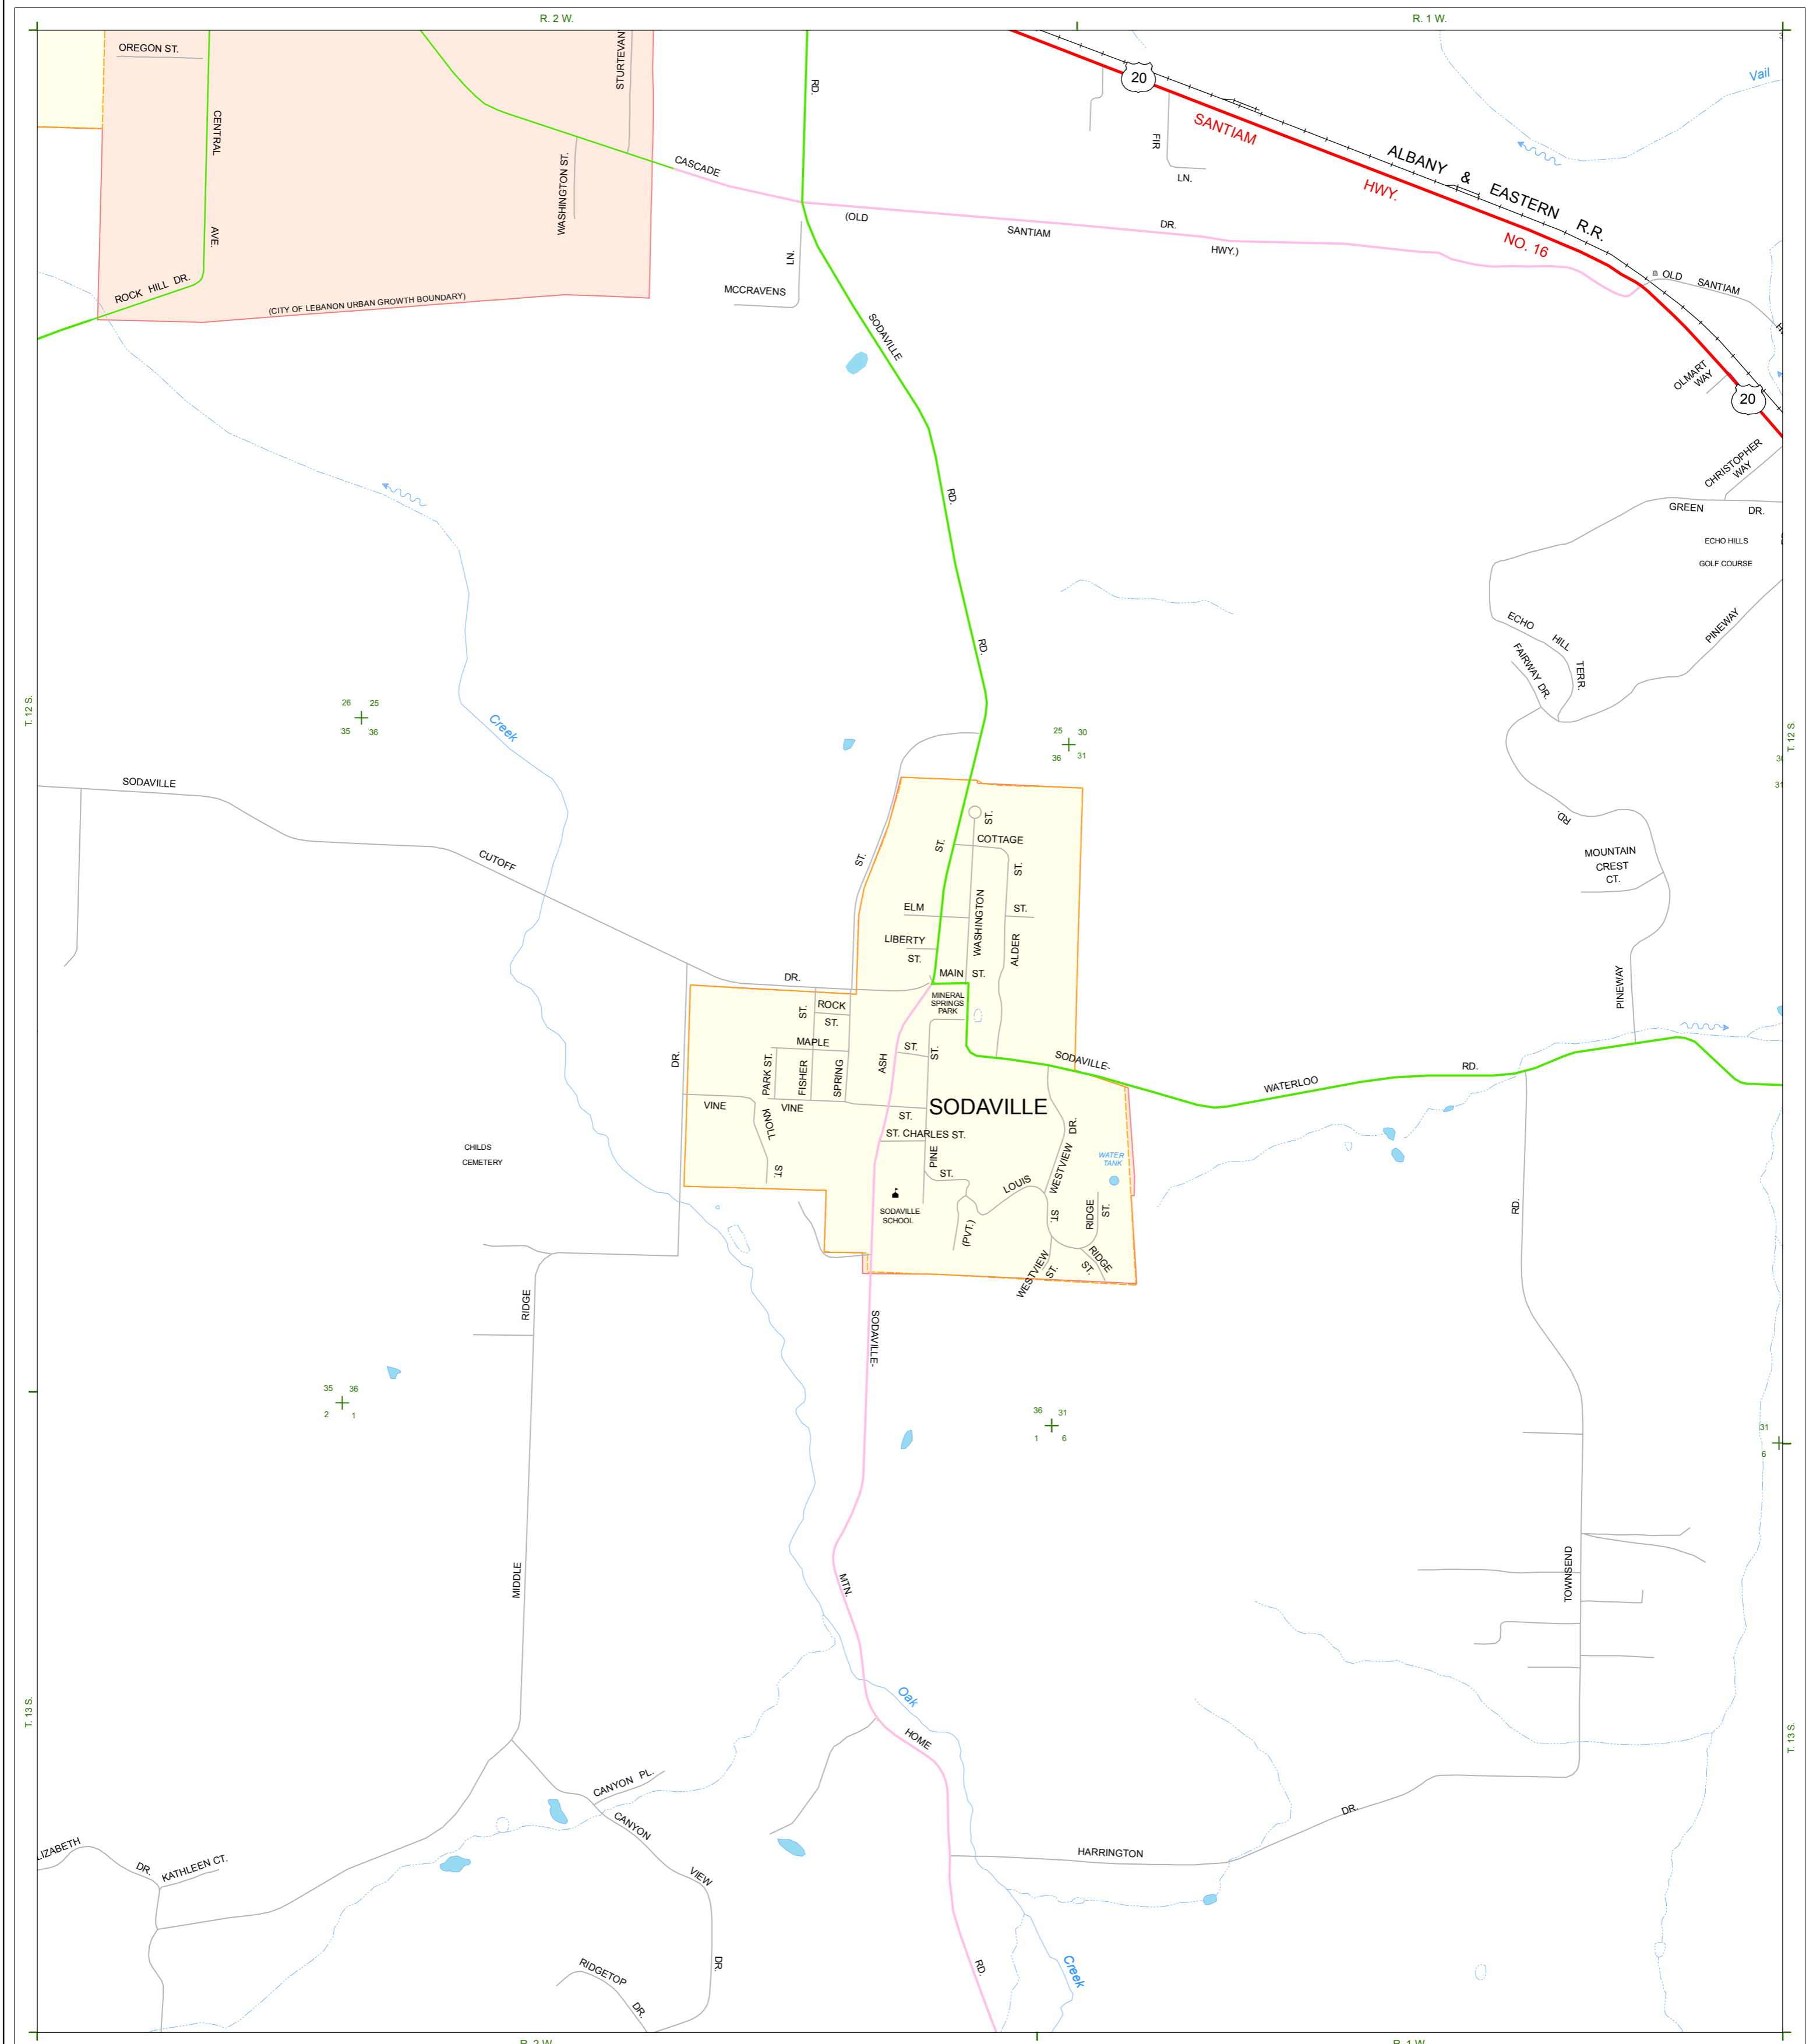 R. 2 W.
R. 1 W.
OREGON ST.
STURTEVAN
CENTRAL
AVE.
WASHINGTON ST.
RD.
CASCADE
20
SANTIAM
HWY.
NO. 16
ALBANY & EASTERN R.R.
Vail
FIR
LN.
(OLD
SANTIAM
DR.
HWY.)
OLD SANTIAM
ROCK HILL DR.
(CITY OF LEBANON URBAN GROWTH BOUNDARY)
LN.
MCCRAVENS
SODAVILLE
RD.
RD.
OLMART
WAY
20
CHRISTOPHER
WAY
GREEN DR.
ECHO HILLS
GOLF COURSE
PINEWAY
ECHO
HILL
TERR.
FAIRWAY DR.
RD.
T. 12 S.
T. 12 S.
26 25
35 36
Creek
25 30
36 31
31
SODAVILLE
CUTOFF
DR.
MOUNTAIN
CREST
CT.
PINEWAY
ST.
ST.
ST.
COTTAGE
ST.
ELM
ST.
WASHINGTON
LIBERTY
ST.
ALDER
MAIN ST.
MINERAL
SPRINGS
PARK
ROCK
ST.
ST.
MAPLE
ST.
ST.
DR.
PARK ST.
FISHER
SPRING
ASH
SODAVILLE-
WATERLOO
RD.
VINE
VINE
ST.
KNOLL
ST.
SODAVILLE
ST. CHARLES ST.
PINE
ST.
DR.
WESTVIEW
WATER
TANK
LOUIS
ST.
RIDGE
ST.
CHILDS
CEMETERY
SODAVILLE
SCHOOL
(PVT.)
WESTVIEW
ST.
RIDGE
ST.
RD.
RIDGE
SODAVILLE-
35 36
2 1
36 31
1 6
31
6
MIDDLE
MTN.
TOWNSEND
T. 13 S.
T. 13 S.
Oak
HOME
CANYON PL.
CANYON
VIEW
DR.
LIZABETH
DR.
KATHLEEN CT.
HARRINGTON
DR.
RIDGETOP
DR.
RD.
Creek
R. 2 W.
R. 1 W.